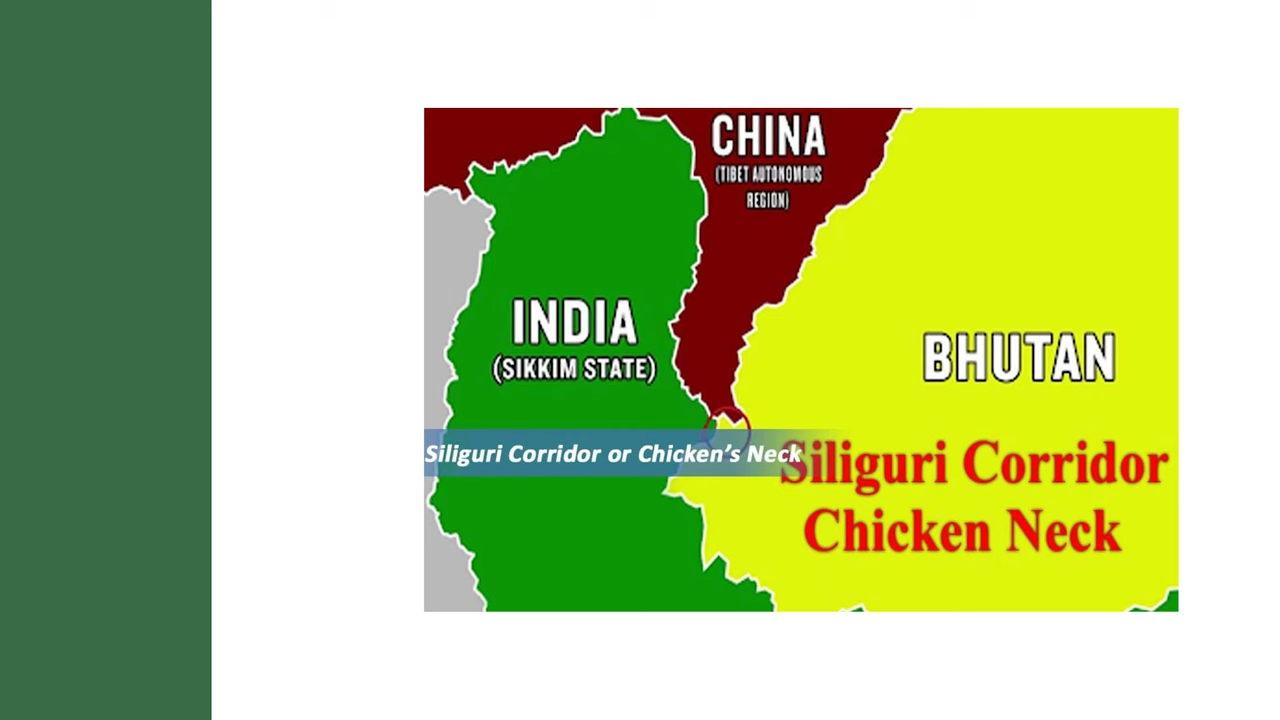 CHINA
(TIBET AUTONOMOUS
REGION)
INDIA
(SIKKIM STATE)
BHUTAN
Siliguri Corridor or Chicken’s Neck
Siliguri Corridor
Chicken Neck